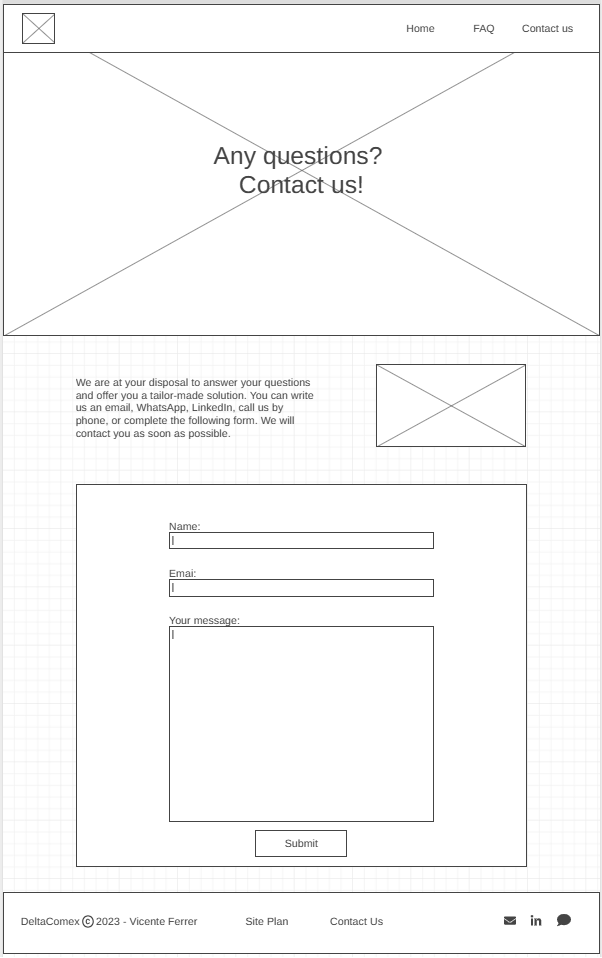 Home FAQ Contact us
Any questions?
Contact us!
We are at your disposal to answer your questions
and offer you a tailor-made solution. You can write
us an email, WhatsApp, LinkedIn, call us by
phone, or complete the following form. We will
contact you as soon as possible.
Name:
Emai:
Your message:
Submit
DeltaComex © 2023 - Vicente Ferrer Site Plan Contact Us in